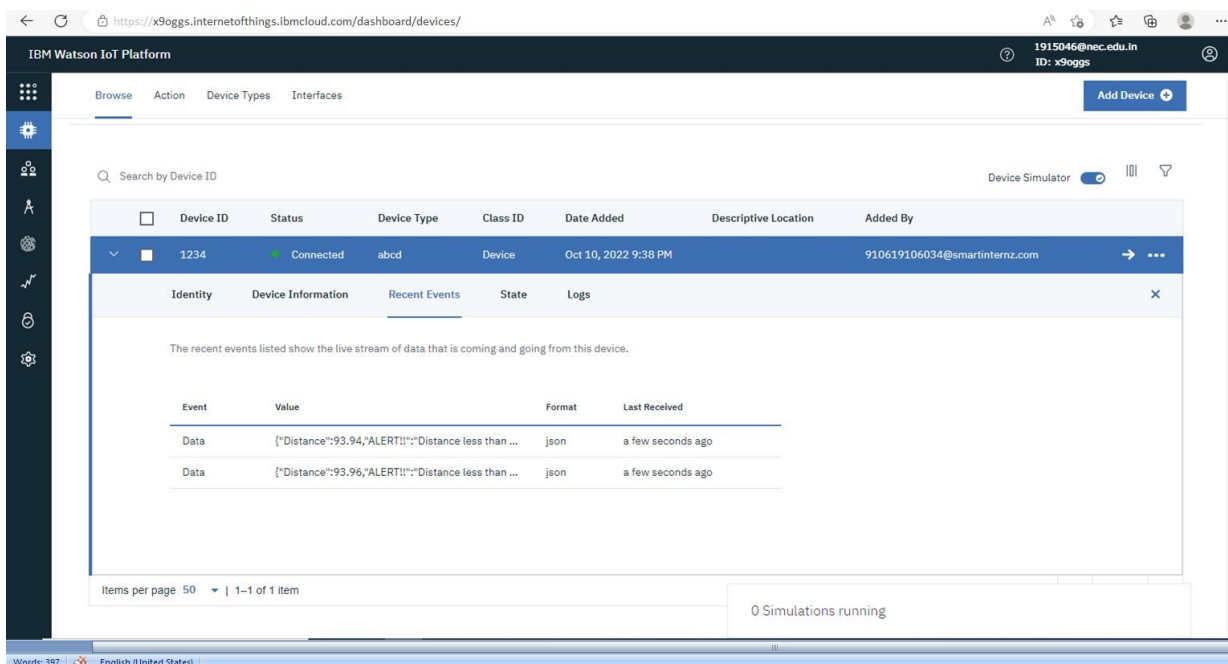 https://x9oggs.internetofthings.ibmcloud.com/dashboard/devices/
IBM Watson IoT Platform
1915046@nec.edu.in
ID: x9oggs
Browse Action Device Types Interfaces
Add Device
Search by Device ID
Device Simulator
Device ID Status Device Type Class ID Date Added Descriptive Location Added By
1234 Connected abcd Device Oct 10, 2022 9:38 PM 910619106034@smartinternz.com
Identity Device Information Recent Events State Logs
The recent events listed show the live stream of data that is coming and going from this device.
Event Value Format Last Received
Data {"Distance":93.94,"ALERT!!":"Distance less than ... json a few seconds ago
Data {"Distance":93.96,"ALERT!!":"Distance less than ... json a few seconds ago
Items per page 50 | 1–1 of 1 item
0 Simulations running
Words: 397 English (United States)